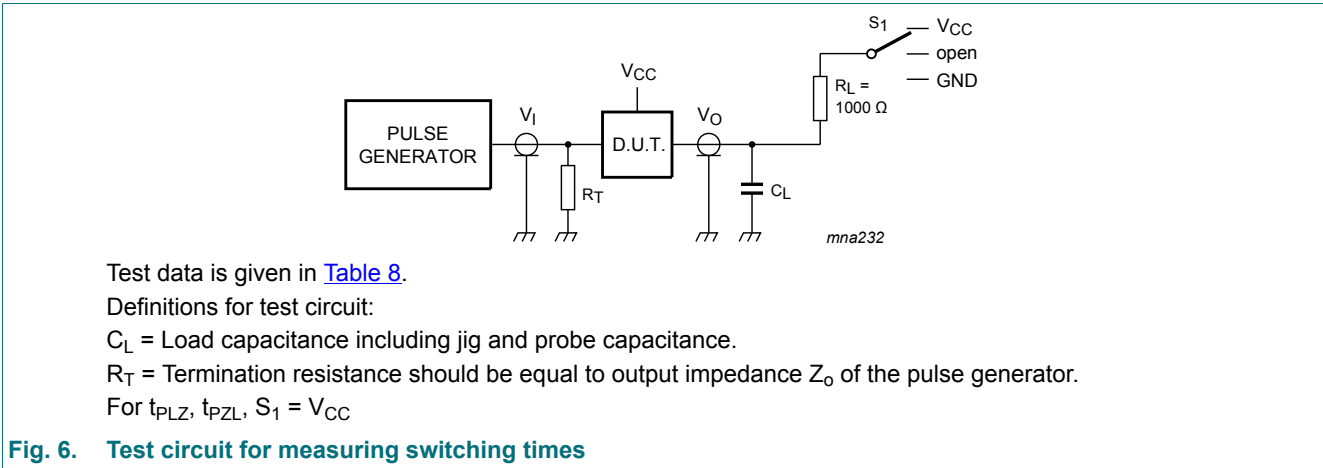 S1
VCC
open
GND
VCC
RL =
1000 Ω
VI
VO
PULSE
GENERATOR
D.U.T.
RT
CL
mna232
Test data is given in Table 8.
Definitions for test circuit:
CL = Load capacitance including jig and probe capacitance.
RT = Termination resistance should be equal to output impedance Zo of the pulse generator.
For tPLZ, tPZL, S1 = VCC
Fig. 6. Test circuit for measuring switching times